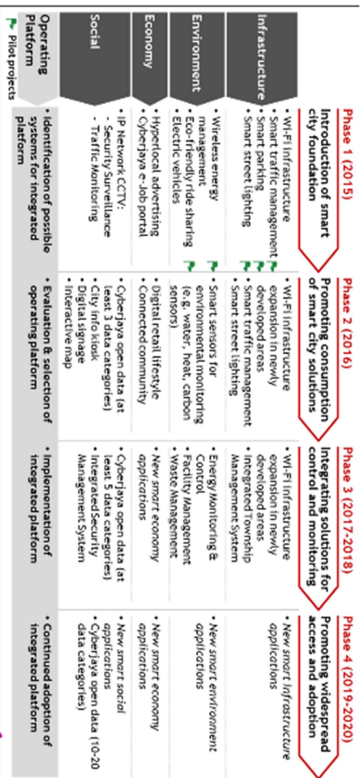 Phase 1 (2015)
Introduction of smart
city foundation
Phase 2 (2016)
Promoting consumption
of smart city solutions
Phase 3 (2017-2018)
Integrating solutions for
control and monitoring
Phase 4 (2019-2020)
Promoting widespread
access and adoption
Infrastructure
• Wi-Fi Infrastructure
• Smart traffic management
• Smart parking
• Smart street lighting
• Wi-Fi Infrastructure
expansion in newly
developed areas
• Smart traffic management
• Smart street lighting
• Wi-Fi Infrastructure
expansion in newly
developed areas
• Integrated Township
Management System
• New smart infrastructure
applications
Environment
• Wireless energy
management
• Eco-friendly ride sharing
• Electric vehicles
• Smart sensors for
environmental monitoring
(e.g. water, heat, carbon
sensors)
• Energy Monitoring &
Control
• Facility Management
• Waste Management
• New smart environment
applications
Economy
• Hyperlocal advertising
• Cyberjaya e-Job portal
• Digital retail lifestyle
• Connected community
• New smart economy
applications
• New smart economy
applications
Social
• IP Network CCTV:
- Security Surveillance
- Traffic Monitoring
• Cyberjaya open data (at
least 3 data categories)
• City info kiosk
• Digital signage
• Interactive map
• Cyberjaya open data (at
least 5 data categories)
• Integrated Security
Management System
• New smart social
applications
• Cyberjaya open data (10-20
data categories)
Operating
Platform
• Identification of possible
systems for integrated
platform
• Evaluation & selection of
operating platform
• Implementation of
integrated platform
• Continued adoption of
integrated platform
Pilot projects